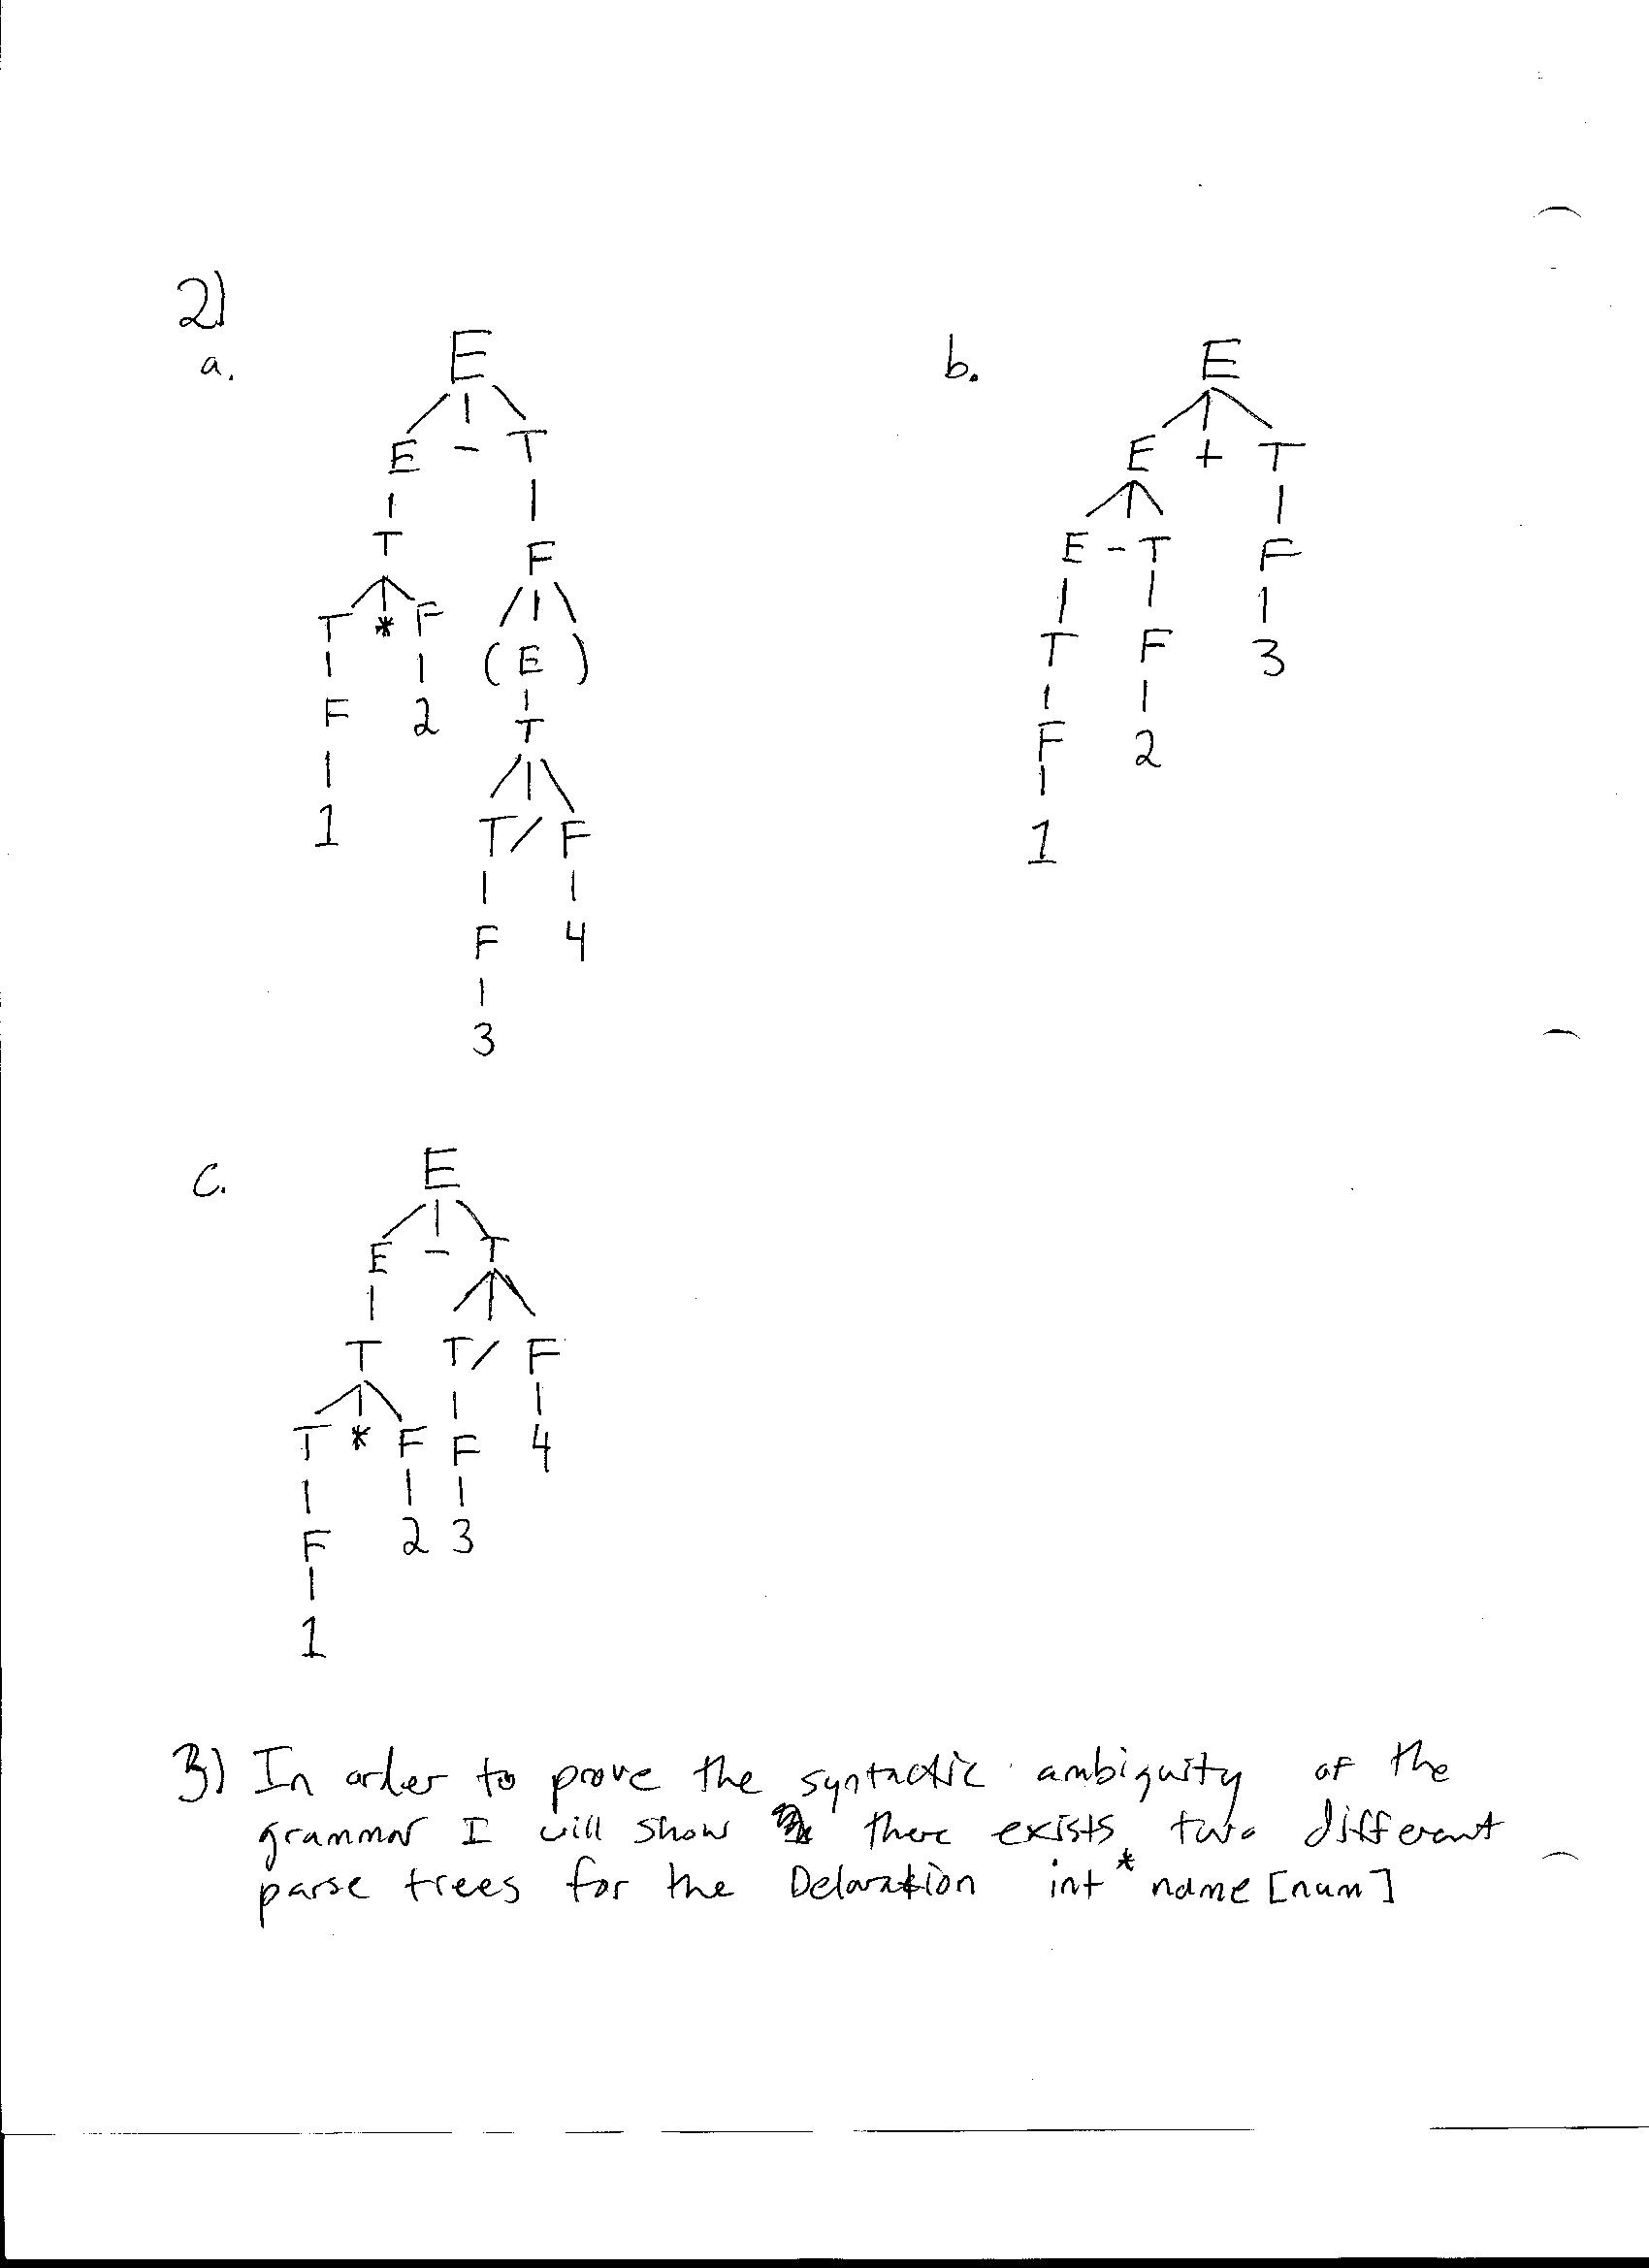 2)
a.
E
E - T
T
F
T * F
( E )
F
2
T
1
T / F
F
4
3
b.
E
E + T
E - T
F
T
F
3
F
2
1
c.
E
E - T
T
T / F
T * F
F
4
F
2
3
1
3) In order to prove the syntactic ambiguity of the
grammar I will show there exists two different
parse trees for the Delaration int * name [num]